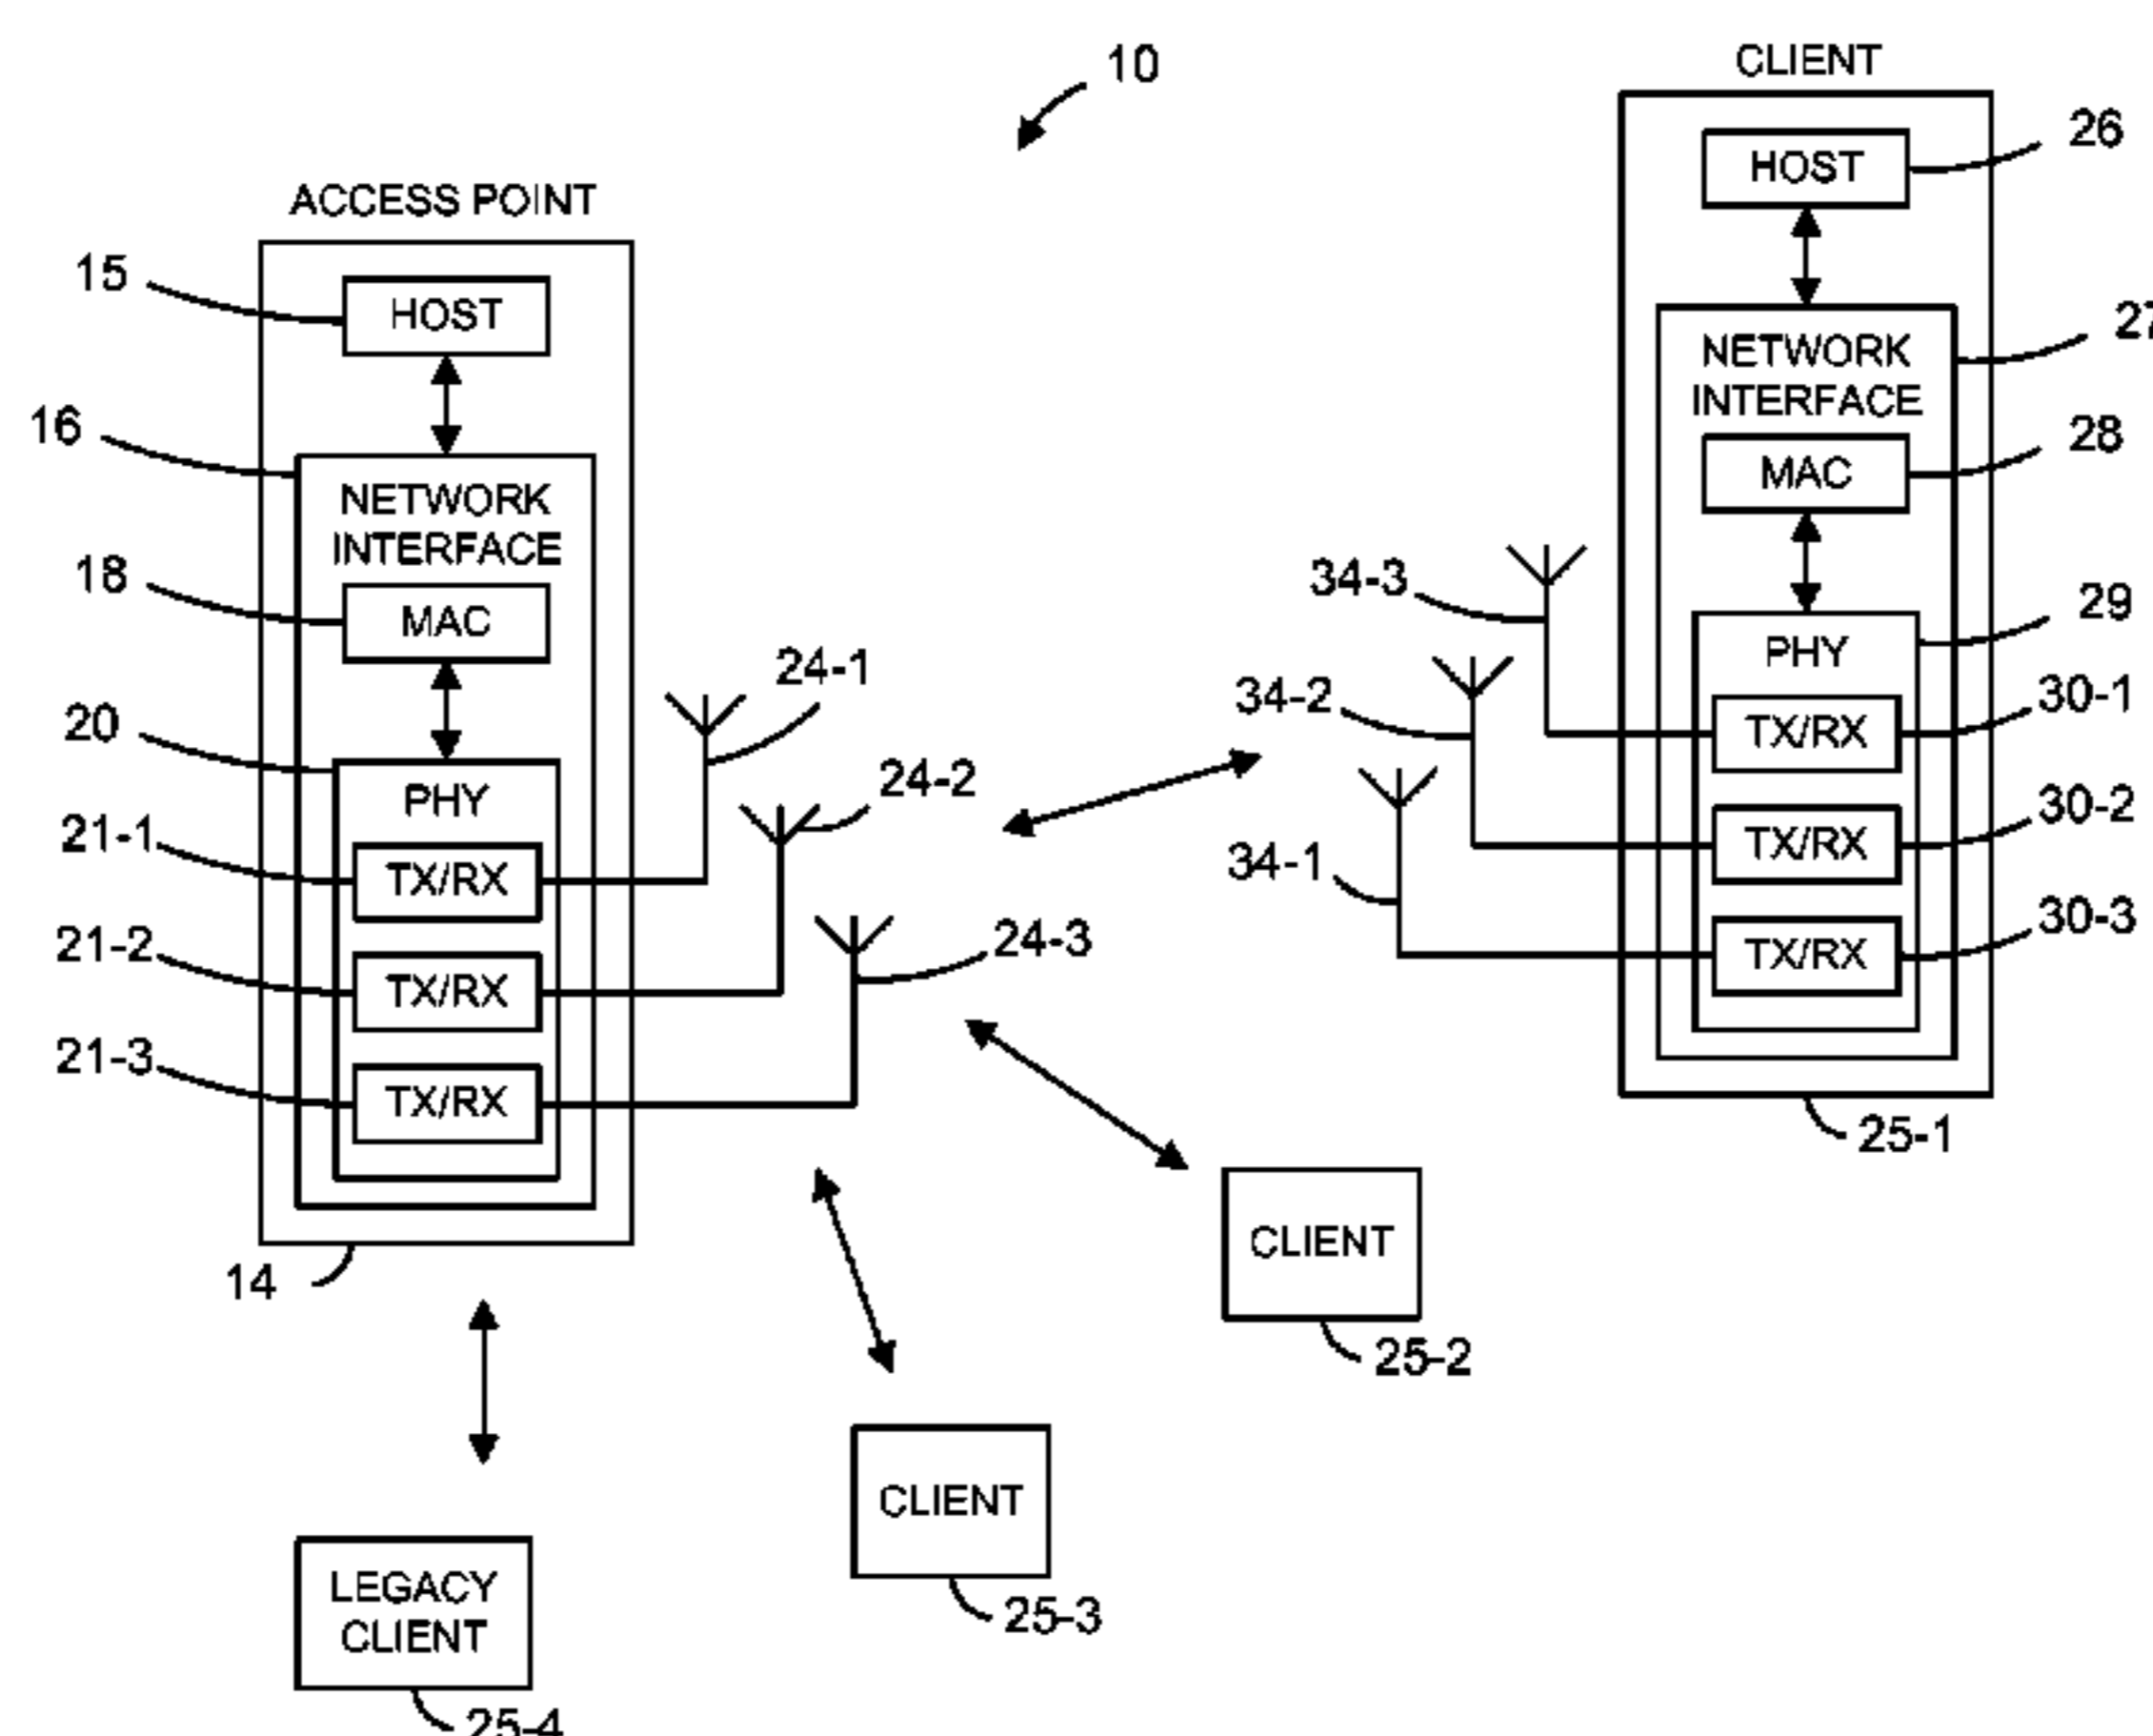 10
ACCESS POINT
15
HOST
16
NETWORK
INTERFACE
18
MAC
20
PHY
21-1
TX/RX
21-2
TX/RX
21-3
TX/RX
14
24-1
24-2
24-3
CLIENT
HOST
26
NETWORK
INTERFACE
27
MAC
28
PHY
29
34-3
TX/RX
30-1
34-2
TX/RX
30-2
34-1
TX/RX
30-3
25-1
CLIENT
25-2
CLIENT
25-3
LEGACY
CLIENT
25-4